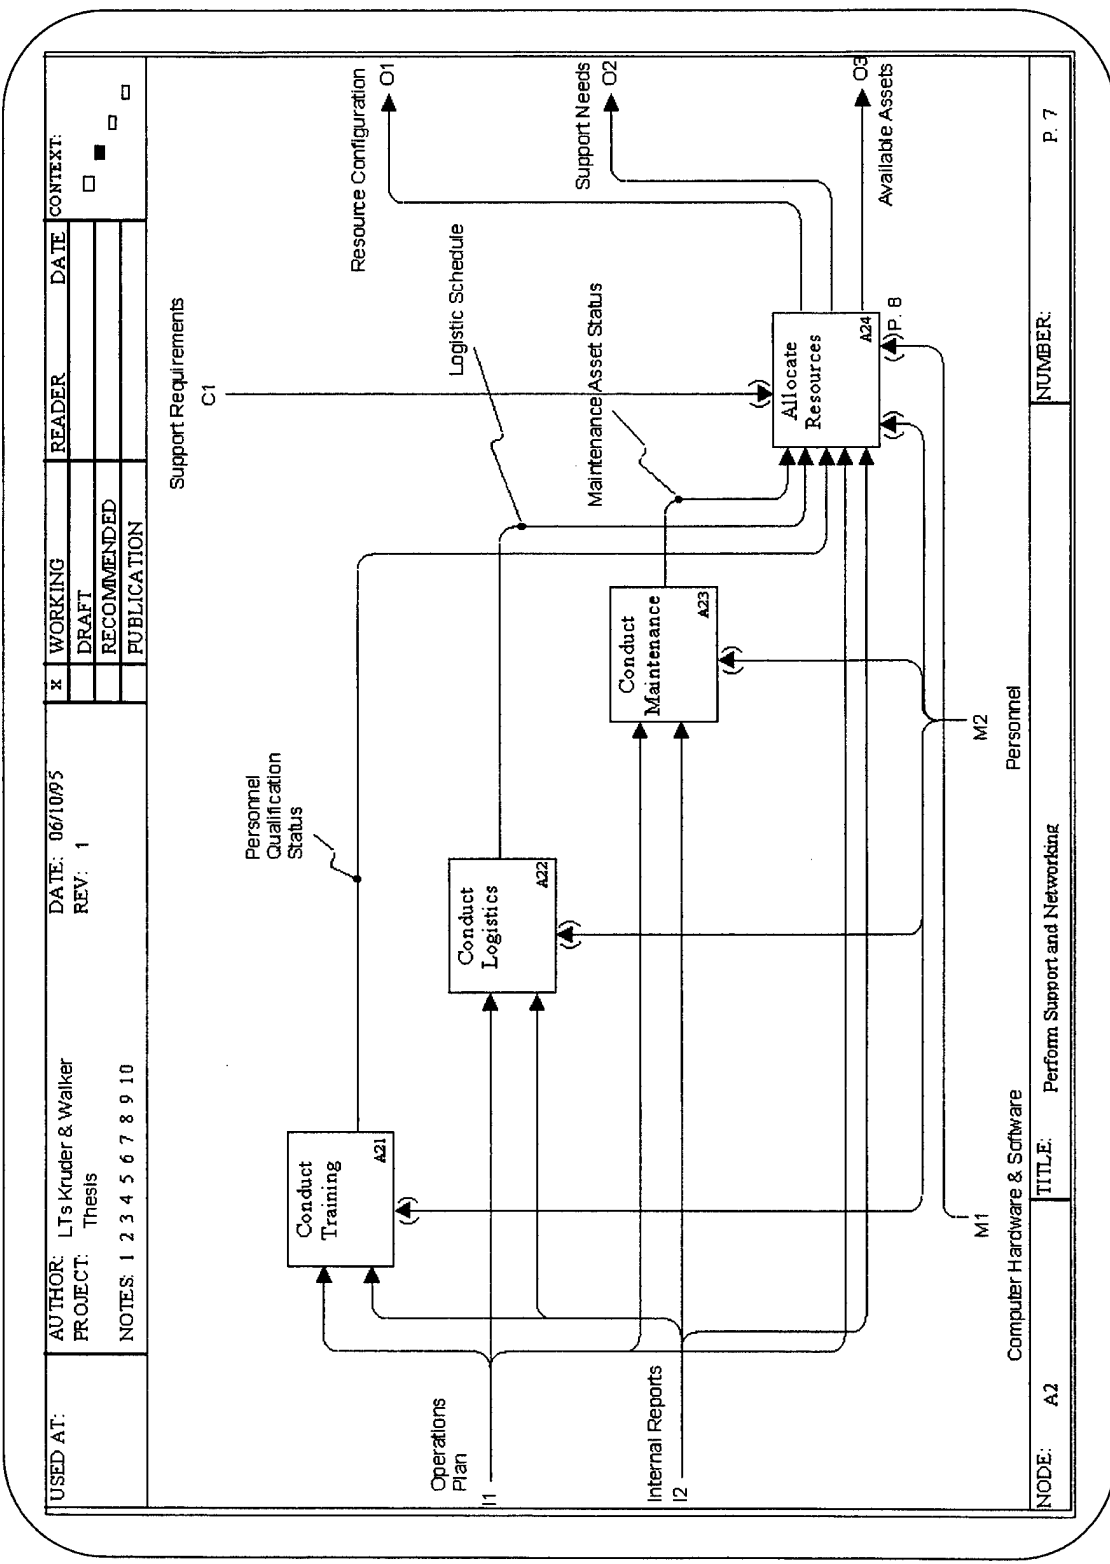 USED AT:
AUTHOR: LTs Kruder & Walker
PROJECT: Thesis
NOTES: 1 2 3 4 5 6 7 8 9 10
DATE: 06/10/95
REV: 1
x WORKING
DRAFT
RECOMMENDED
PUBLICATION
READER DATE
CONTEXT:
Support Requirements
C1
Operations
Plan
I1
Internal Reports
I2
Conduct
Training
A21
Personnel
Qualification
Status
Conduct
Logistics
A22
Logistic Schedule
Conduct
Maintenance
A23
Maintenance Asset Status
Allocate
Resources
A24
P. 8
Resource Configuration
O1
Support Needs
O2
O3
Available Assets
M1
Computer Hardware & Software
M2
Personnel
NODE: A2
TITLE: Perform Support and Networking
NUMBER:
P. 7